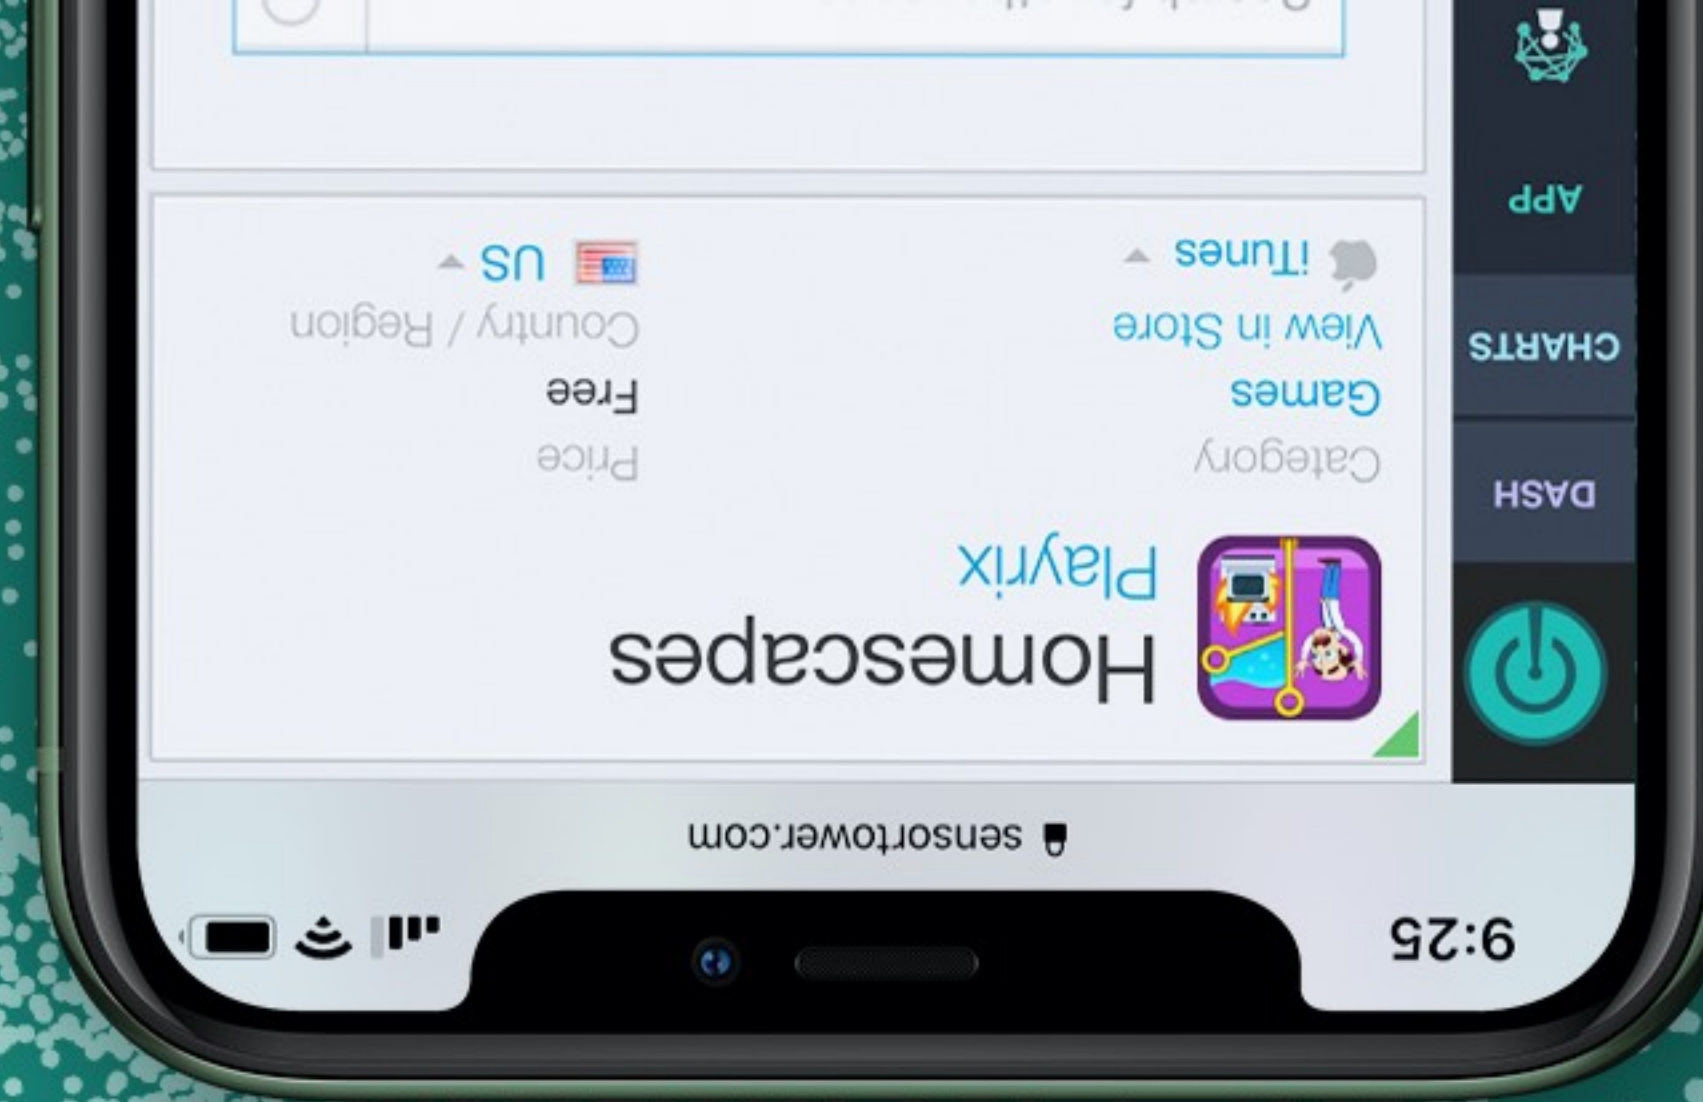 9:25
sensortower.com
DASH
CHARTS
APP
Homescapes
Playrix
Category
Games
View in Store
iTunes
Price
Free
Country / Region
US